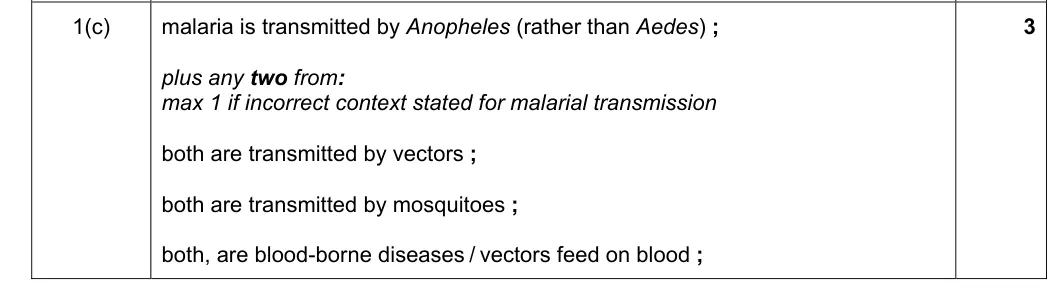 1(c) malaria is transmitted by Anopheles (rather than Aedes) ; 3
plus any two from:
max 1 if incorrect context stated for malarial transmission
both are transmitted by vectors ;
both are transmitted by mosquitoes ;
both, are blood-borne diseases / vectors feed on blood ;